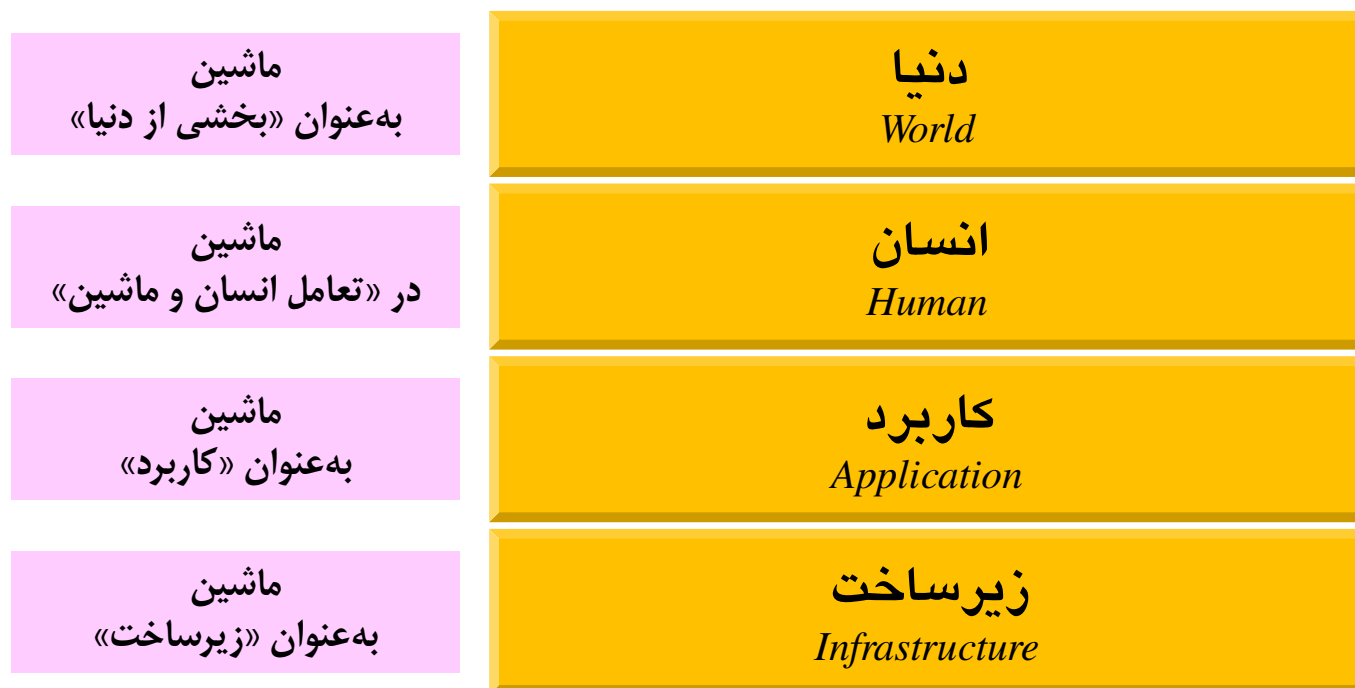 دنیا
World
ماشین
به‌عنوان «بخشی از دنیا»
انسان
Human
ماشین
در «تعامل انسان و ماشین»
کاربرد
Application
ماشین
به‌عنوان «کاربرد»
زیرساخت
Infrastructure
ماشین
به‌عنوان «زیرساخت»